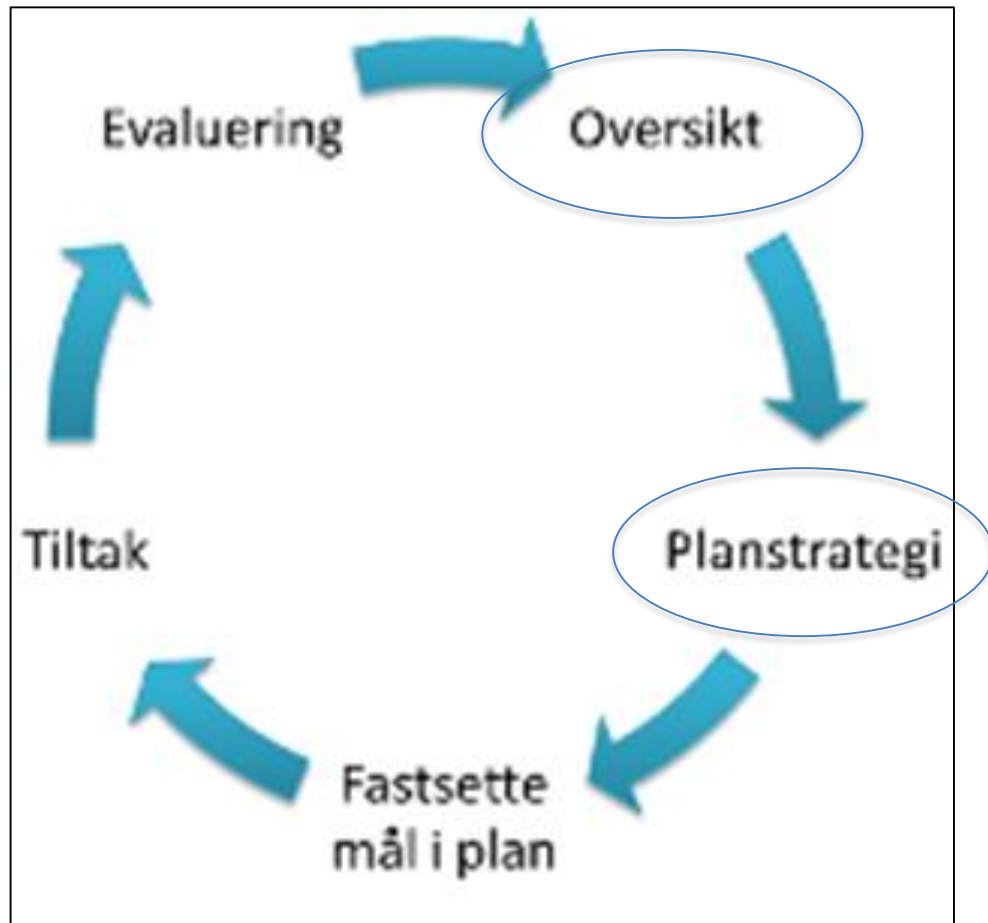 Evaluering
Oversikt
Planstrategi
Fastsette
mål i plan
Tiltak